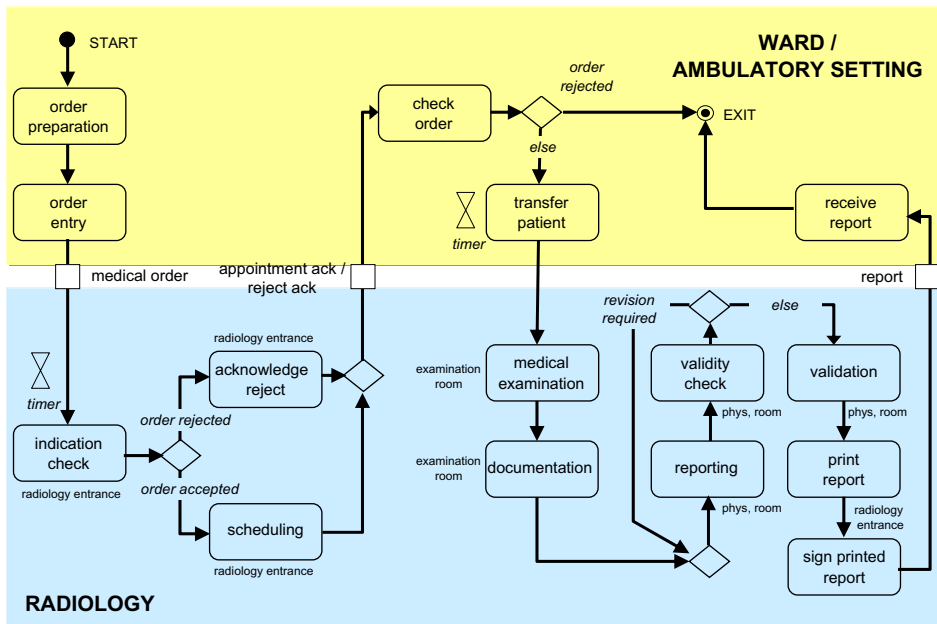 START
WARD /
AMBULATORY SETTING
order
preparation
check
order
order
rejected
EXIT
else
order
entry
timer
transfer
patient
receive
report
medical order
appointment ack /
reject ack
report
radiology entrance
acknowledge
reject
timer
order rejected
indication
check
radiology entrance
order accepted
scheduling
radiology entrance
revision
required
else
examination
room
medical
examination
validity
check
validation
phys, room
phys, room
examination
room
documentation
reporting
print
report
phys, room
radiology
entrance
sign printed
report
RADIOLOGY